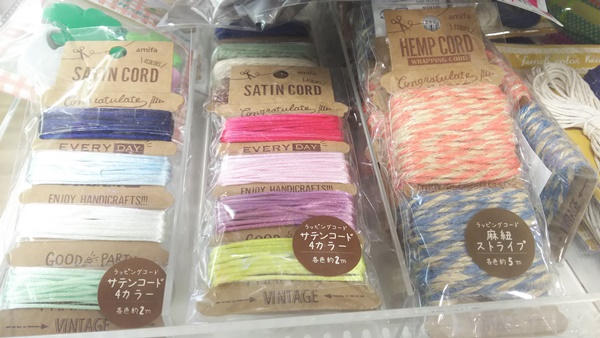 amifa
SATIN CORD
Congratulate
ENJOY HANDICRAFTS!!!
GOOD PARTY
ラッピングコード
サテンコード
4カラー
各色約2m
VINTAGE
amifa
SATIN CORD
Congratulate
EVERY DAY
ENJOY HANDICRAFTS!!!
GOOD
ラッピングコード
サテンコード
4カラー
各色約2m
VINTAGE
amifa
HEMP CORD
WRAPPING CORD
Congratulate
ラッピングコード
麻紐
ストライプ
各色約5m
EVERY DAY